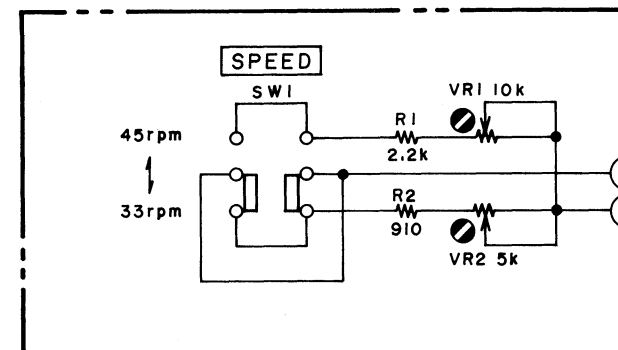 SPEED
SW1
VR1 10k
R1
45rpm
2.2k
33rpm
R2
910
VR2 5k